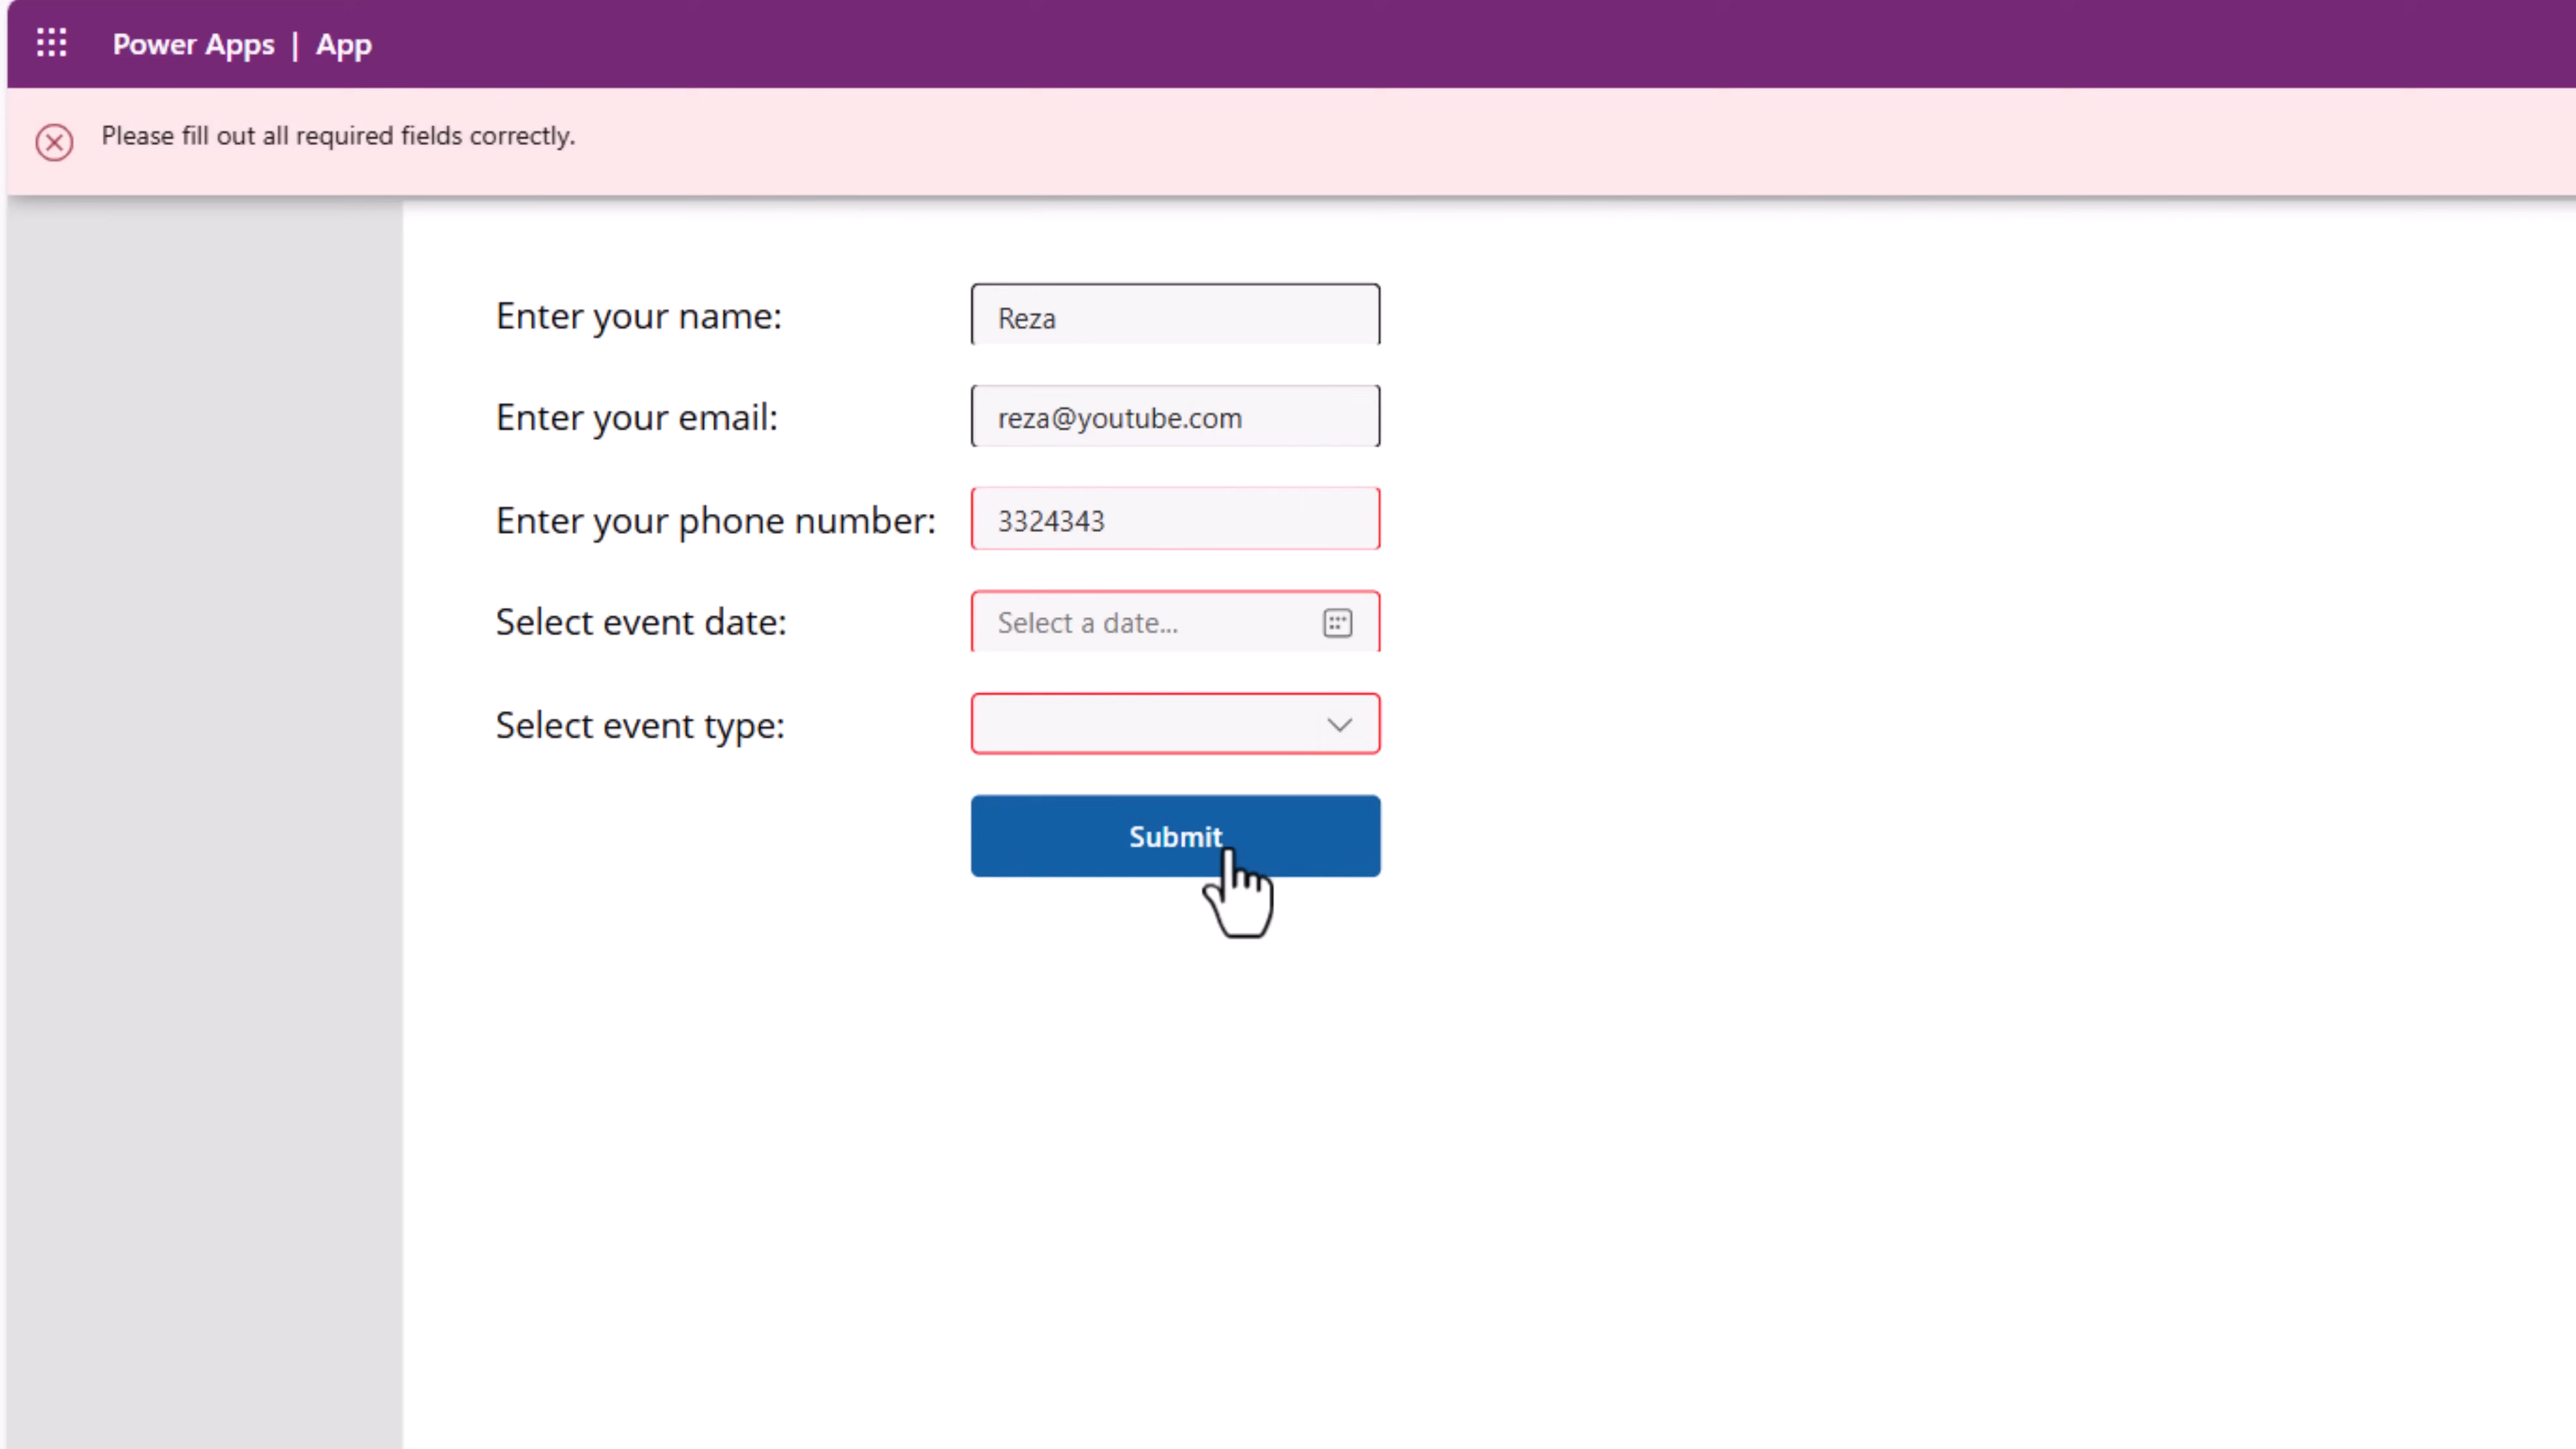 Power Apps | App
Please fill out all required fields correctly.
Enter your name: Reza
Enter your email: reza@youtube.com
Enter your phone number: 3324343
Select event date: Select a date...
Select event type:
Submit